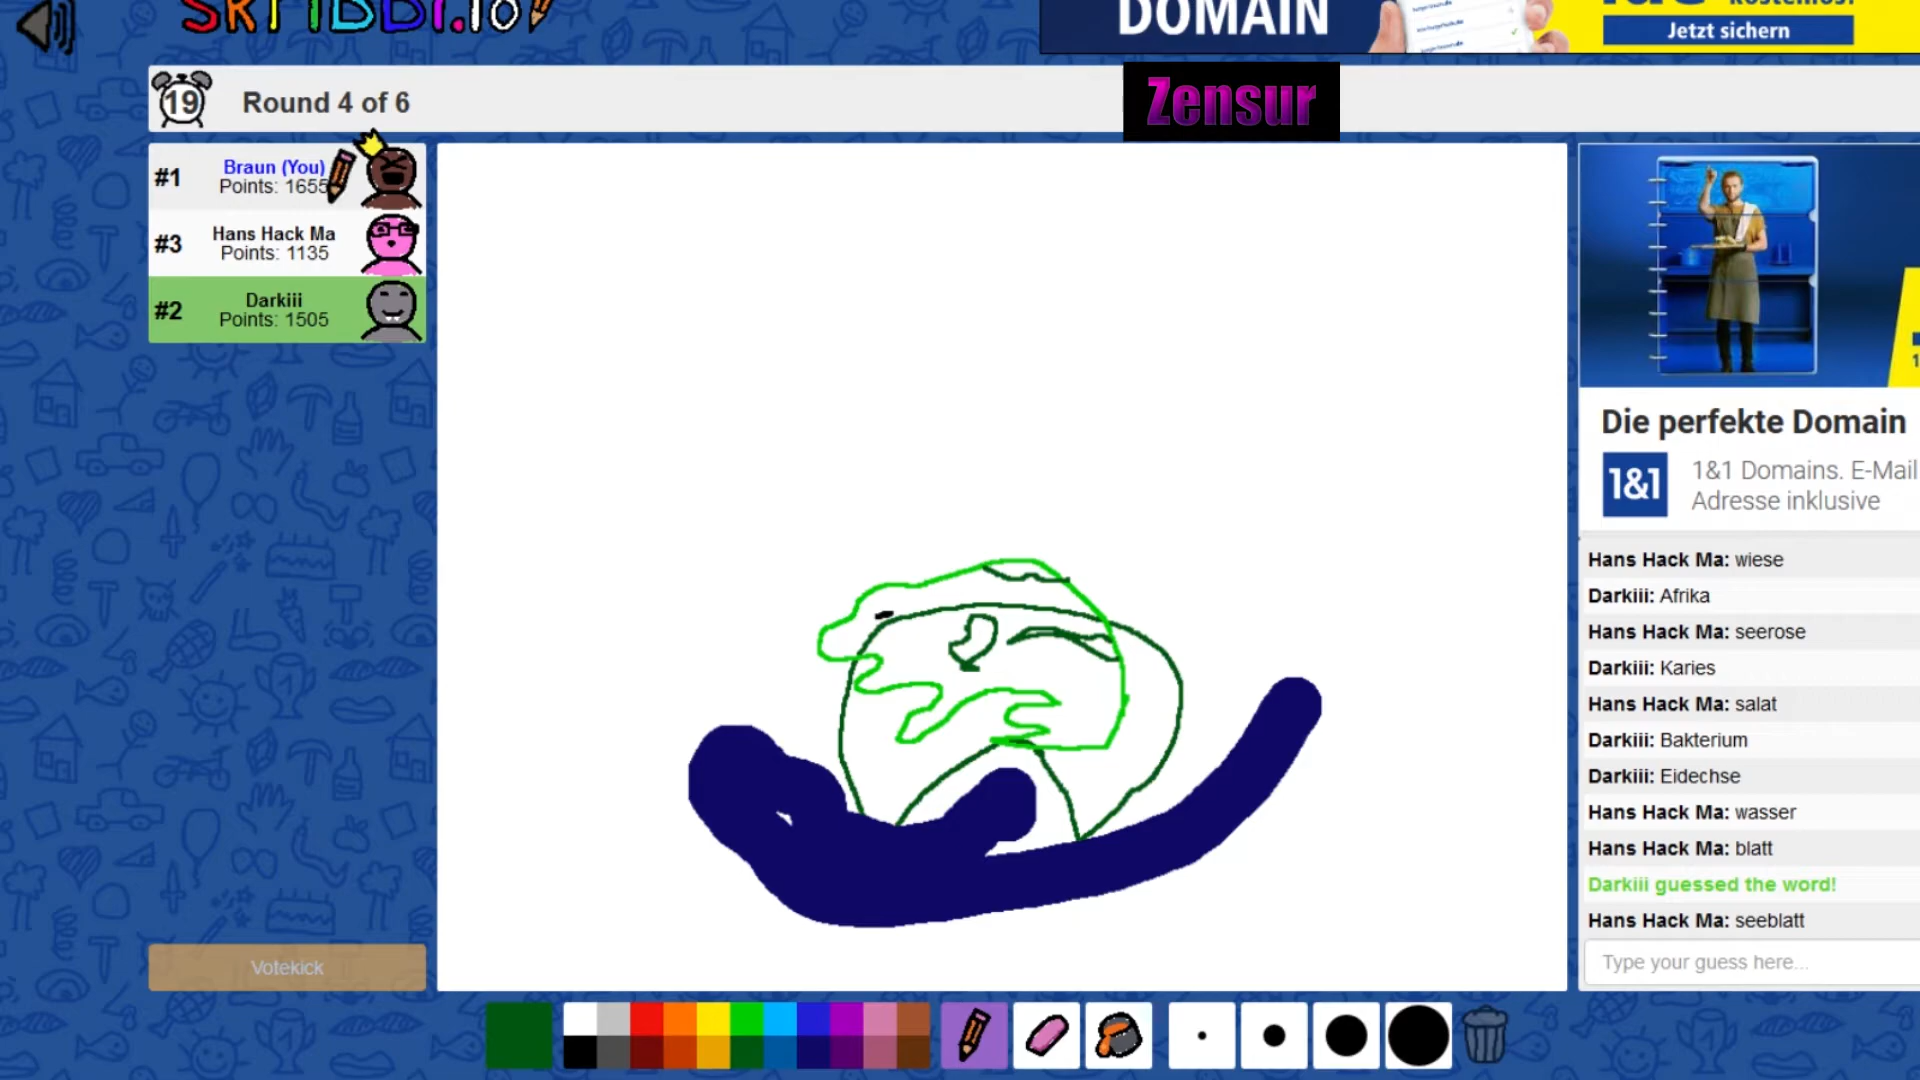 skribbl.io
DOMAIN
kostenlos!
Jetzt sichern
19
Round 4 of 6
Zensur
#1
Braun (You)
Points: 1655
#3
Hans Hack Ma
Points: 1135
#2
Darkiii
Points: 1505
Die perfekte Domain
1&1
1&1 Domains. E-Mail
Adresse inklusive
Hans Hack Ma: wiese
Darkiii: Afrika
Hans Hack Ma: seerose
Darkiii: Karies
Hans Hack Ma: salat
Darkiii: Bakterium
Darkiii: Eidechse
Hans Hack Ma: wasser
Hans Hack Ma: blatt
Darkiii guessed the word!
Hans Hack Ma: seeblatt
Type your guess here...
Votekick